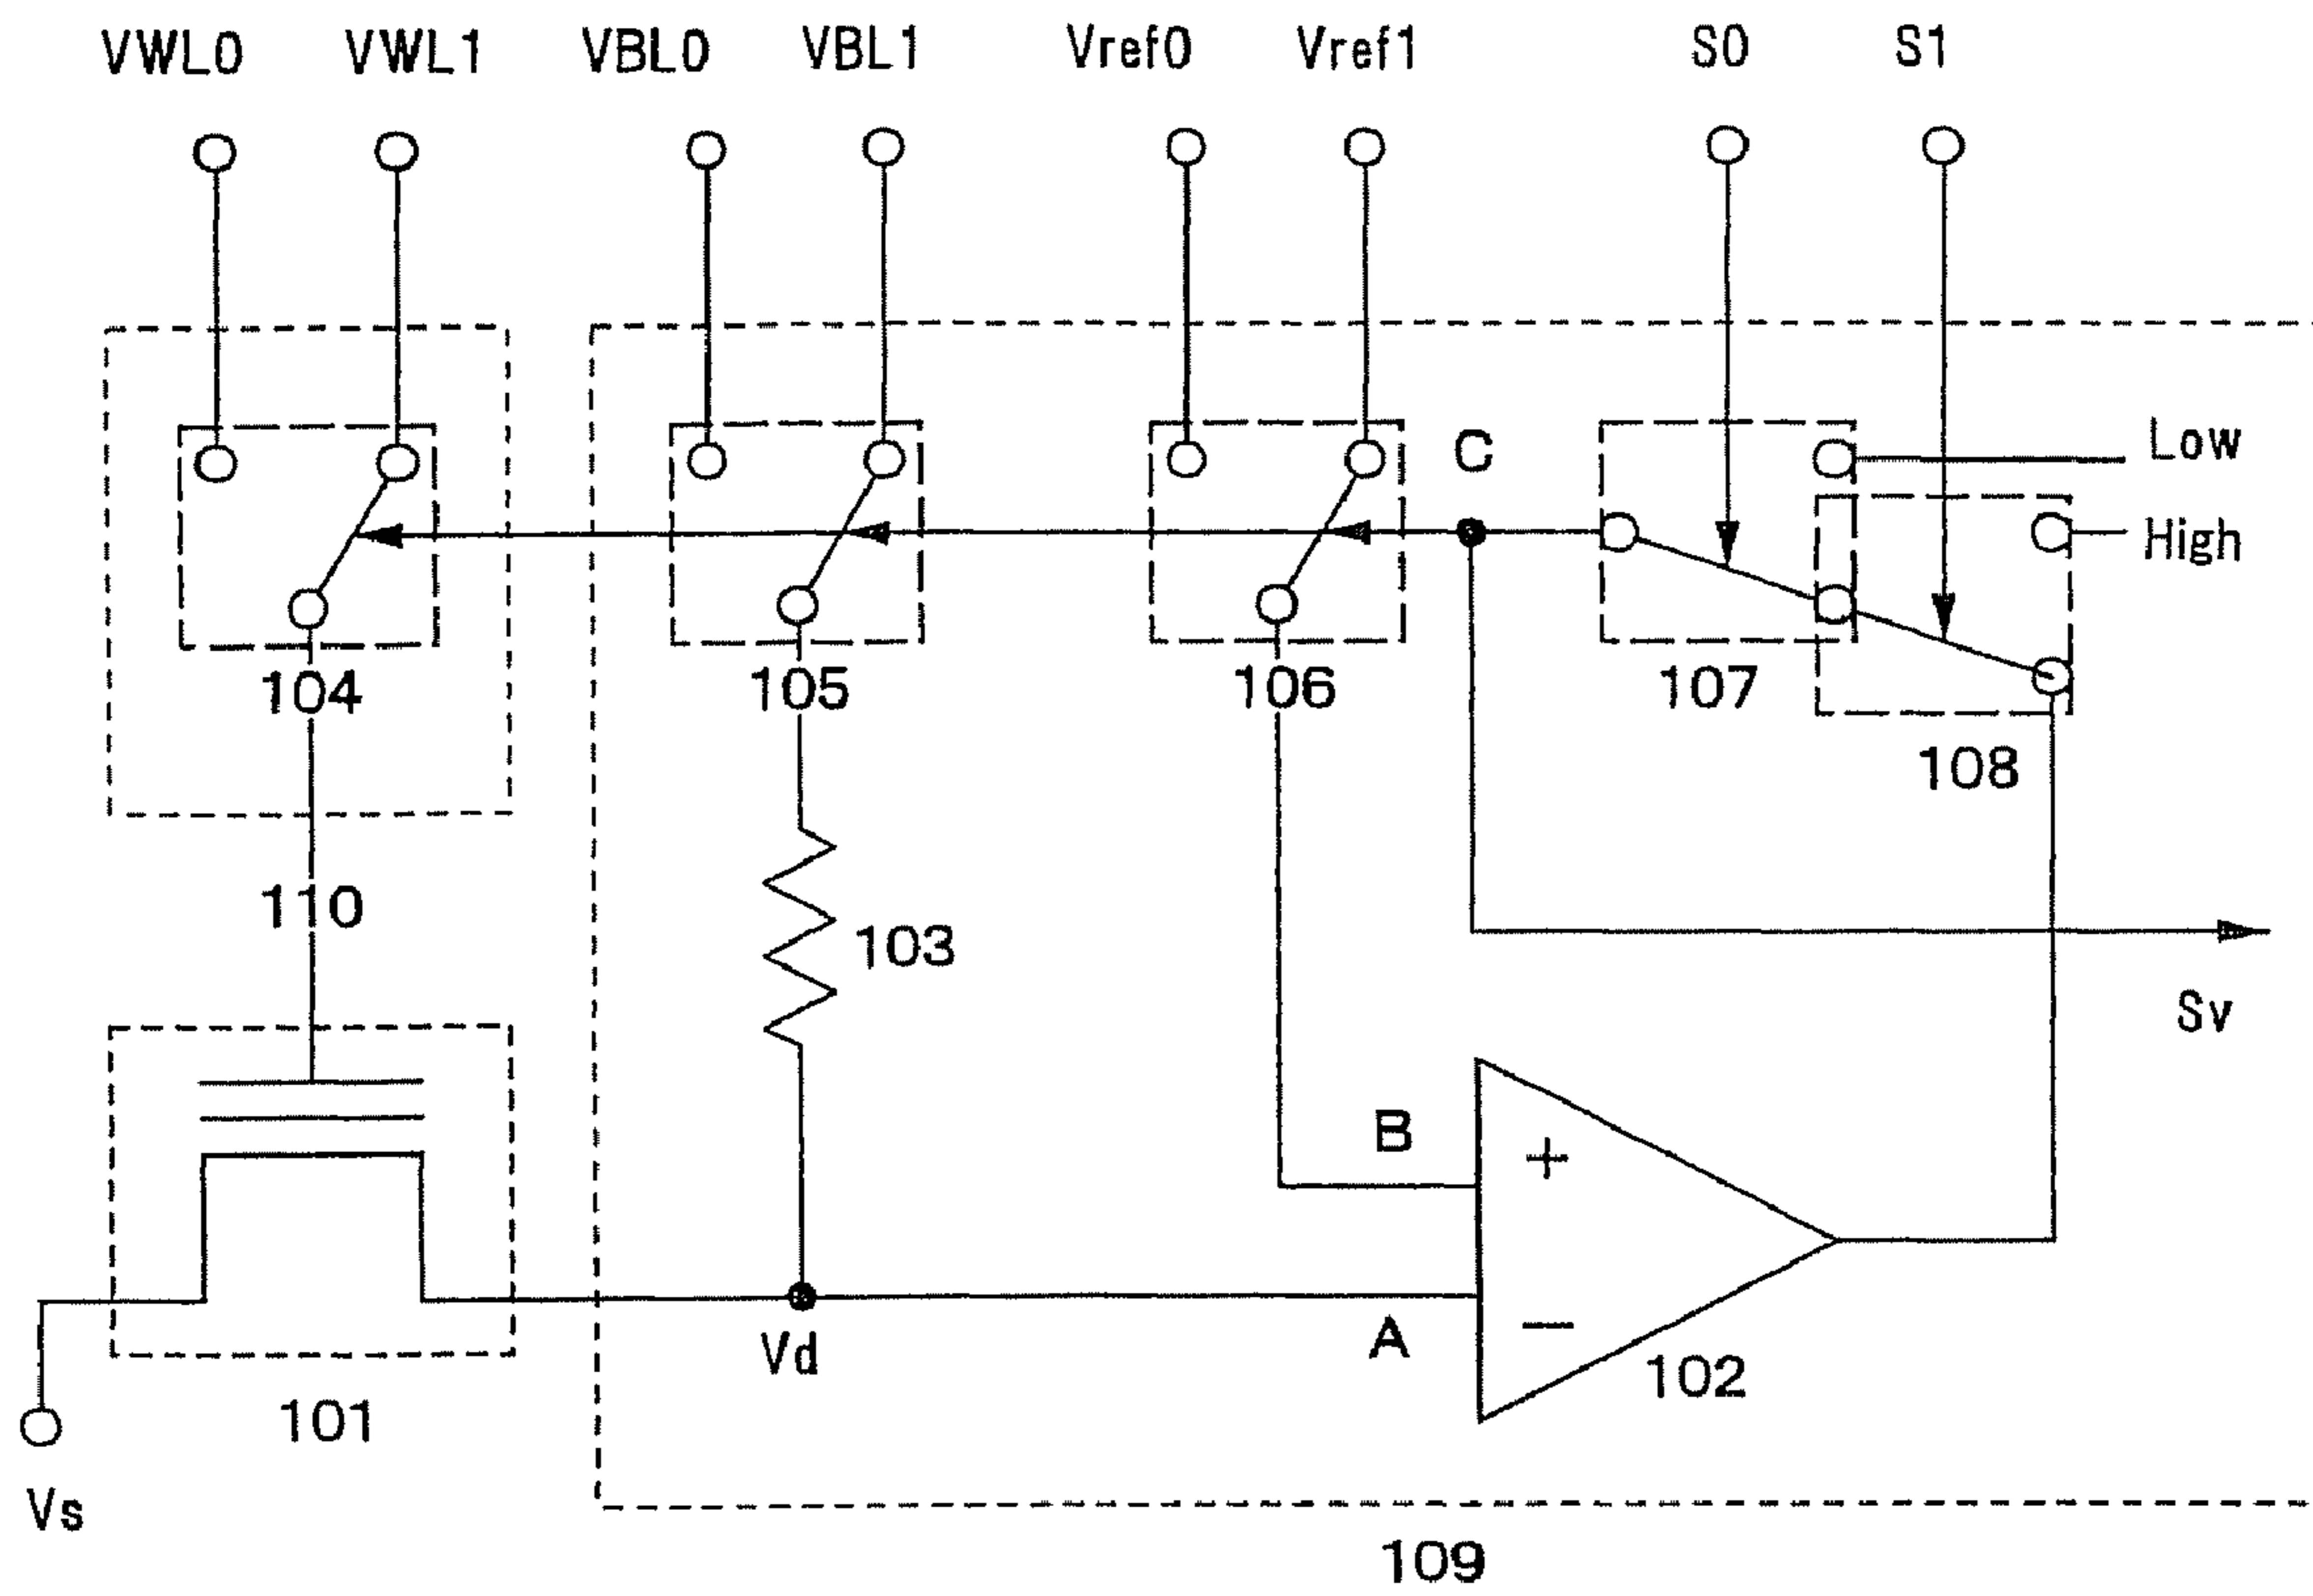 VWL0 VWL1 VBL0 VBL1 Vref0 Vref1 S0 S1
C
Low
High
104 105 106 107
108
110
103
Sv
B
+
A
−
Vd
102
101
Vs
109